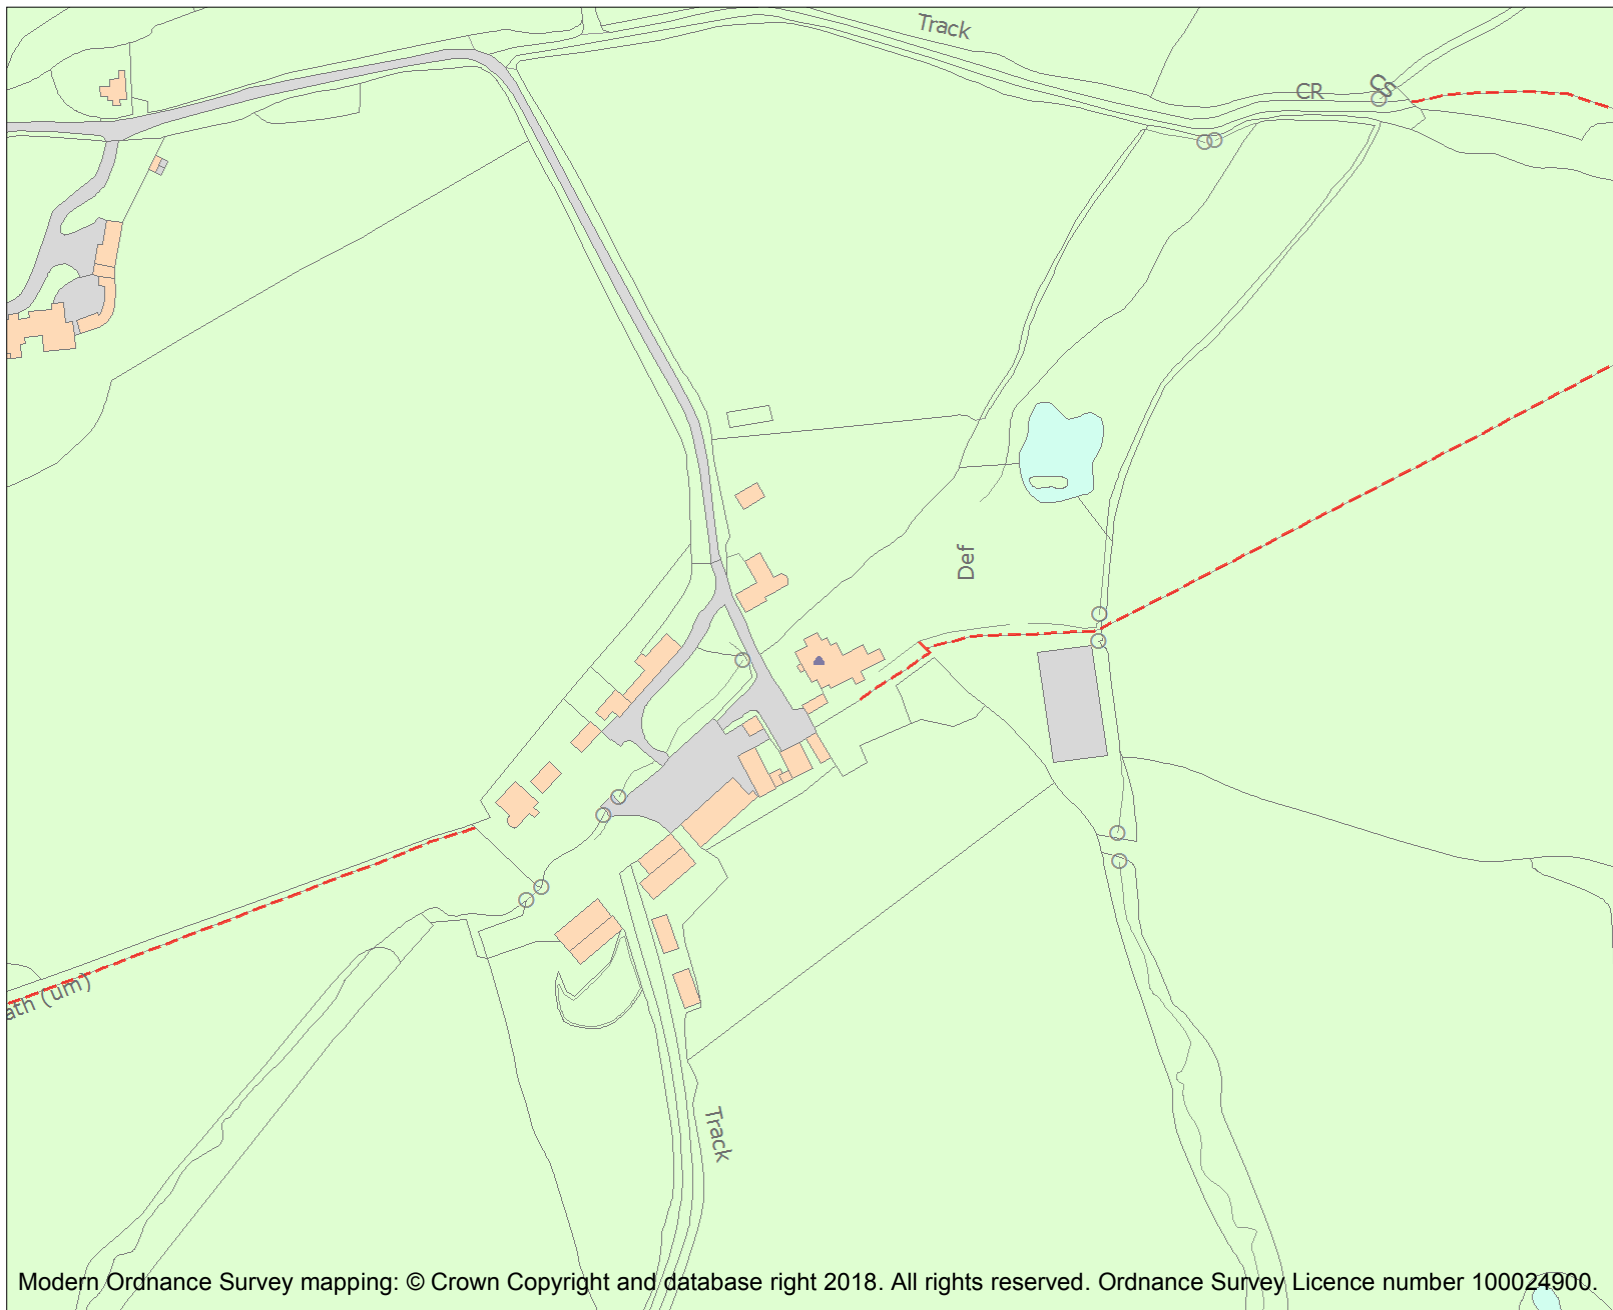 Track
CR
CS
Def
ath (um)
Track
Modern Ordnance Survey mapping: © Crown Copyright and database right 2018. All rights reserved. Ordnance Survey Licence number 100024900.